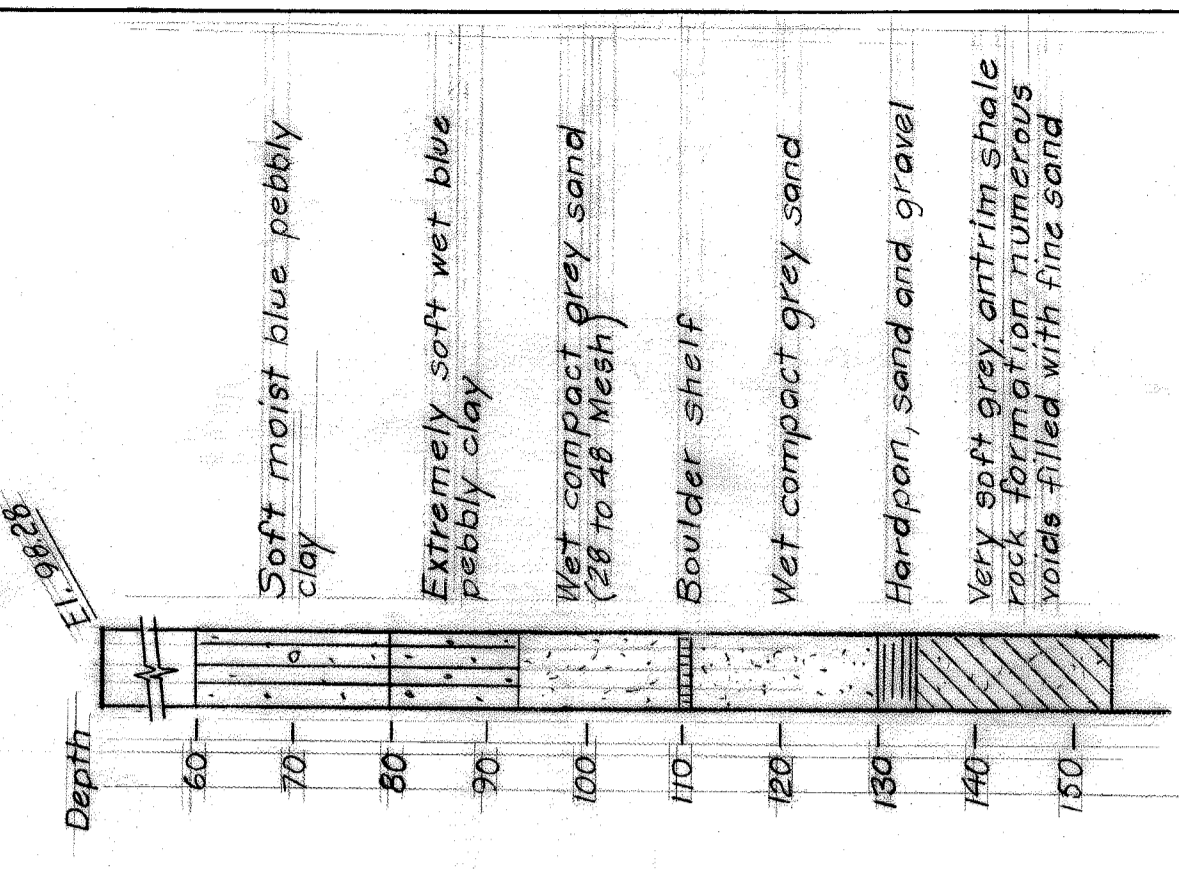 El. 98.28
Depth
60
Soft moist blue pebbly
clay
70
80
Extremely soft wet blue
pebbly clay
90
Wet compact grey sand
(28 to 48 Mesh)
100
110
Boulder shelf
120
Wet compact grey sand
130
Hardpan, sand and gravel
140
Very soft grey antrim shale
rock formation numerous
voids filled with fine sand
150